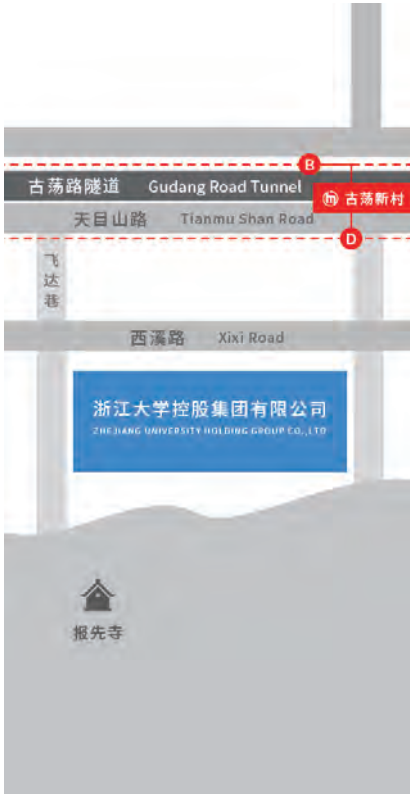 B
古荡路隧道 Gudang Road Tunnel
古荡新村
天目山路 Tianmu Shan Road
D
飞
达
巷
西溪路 Xixi Road
浙江大学控股集团有限公司
ZHEJIANG UNIVERSITY HOLDING GROUP CO.,LTD
报先寺